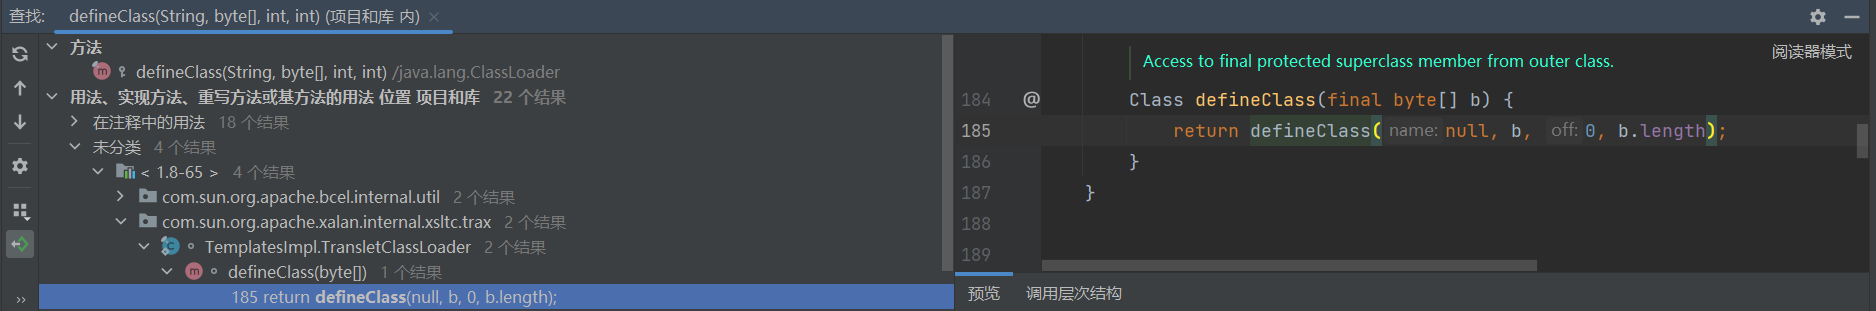 查找: defineClass(String, byte[], int, int) (项目和库 内)
方法
defineClass(String, byte[], int, int) /java.lang.ClassLoader
用法、实现方法、重写方法或基方法的用法 位置 项目和库 22 个结果
在注释中的用法 18 个结果
未分类 4 个结果
< 1.8-65 > 4 个结果
com.sun.org.apache.bcel.internal.util 2 个结果
com.sun.org.apache.xalan.internal.xsltc.trax 2 个结果
TemplatesImpl.TransletClassLoader 2 个结果
defineClass(byte[]) 1 个结果
185 return defineClass(null, b, 0, b.length);
阅读器模式
Access to final protected superclass member from outer class.
184 @ Class defineClass(final byte[] b) {
185 return defineClass( name: null, b, off: 0, b.length);
186 }
187 }
188
189
预览 调用层次结构